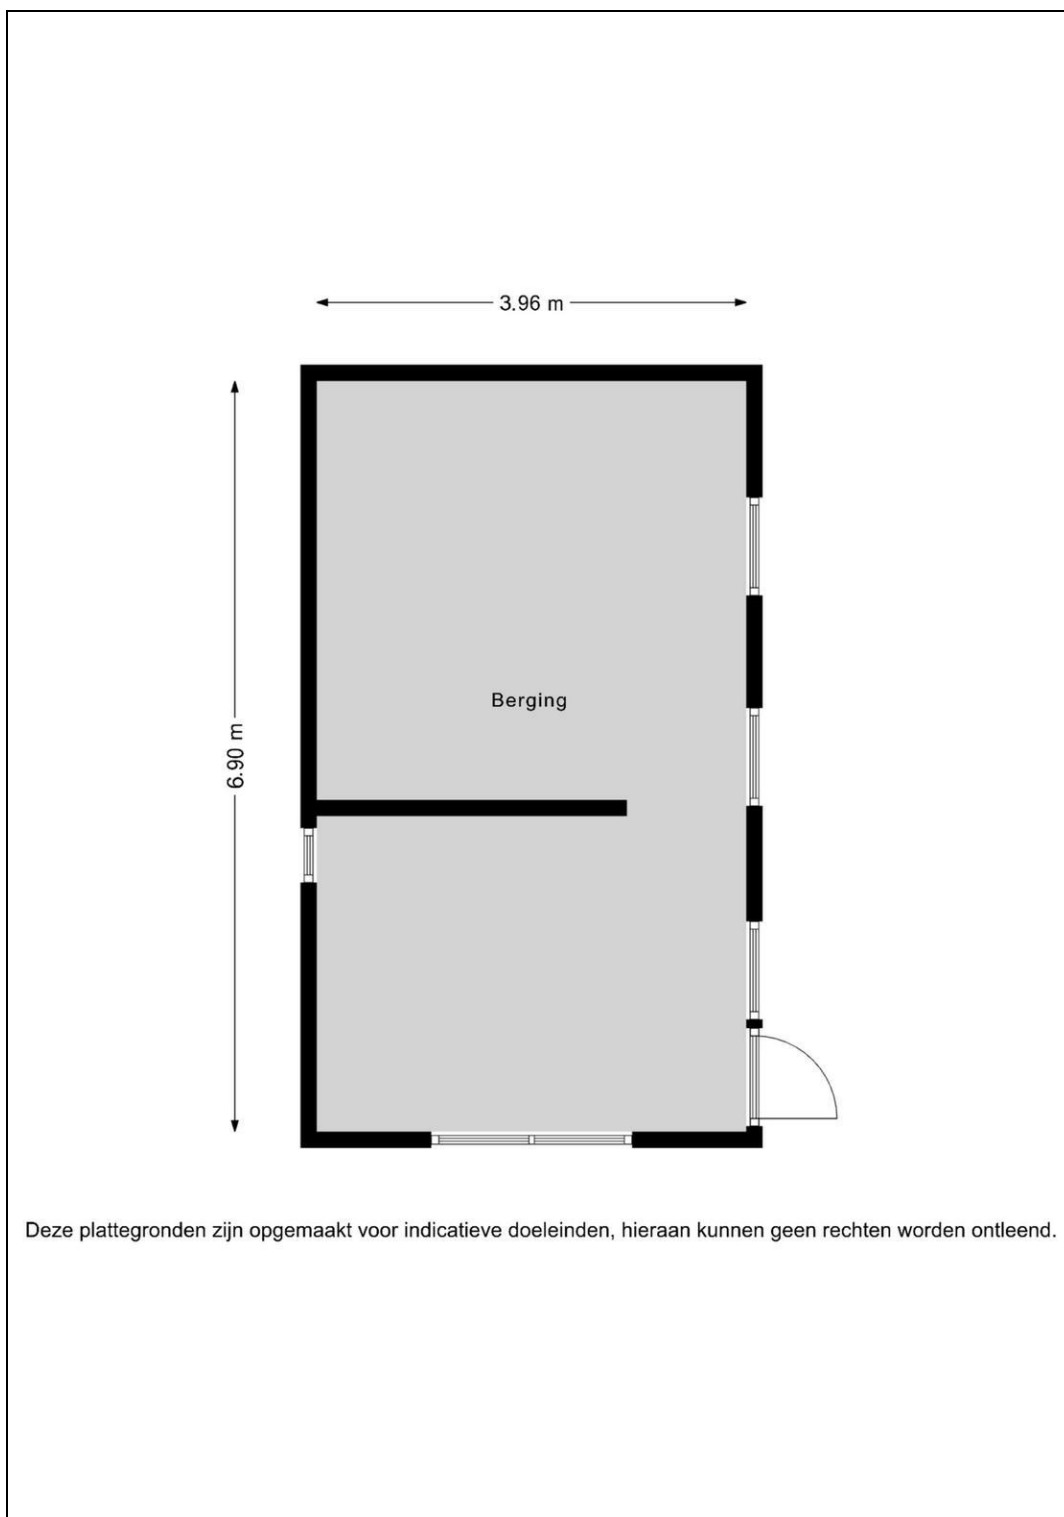 3.96 m
Berging
6.90 m
Deze plattegronden zijn opgemaakt voor indicatieve doeleinden, hieraan kunnen geen rechten worden ontleend.